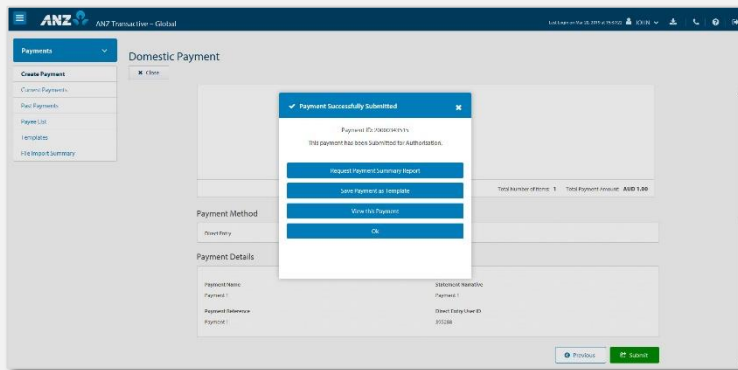 ANZ
ANZ Transactive – Global
JOHN
Payments
Create Payment
Current Payments
Past Payments
Payee List
Templates
File Import Summary
Domestic Payment
Close
Payment Successfully Submitted
Payment ID:
This payment has been Submitted for Authorisation.
Request Payment Summary Report
Save Payment as Template
View this Payment
Ok
Total Number of Items: 1 Total Payment Amount: AUD 1.00
Payment Method
Direct Entry
Payment Details
Payment Name
Statement Narrative
Payment 1
Payment 1
Payment Reference
Direct Entry User ID
Payment 1
Previous
Submit